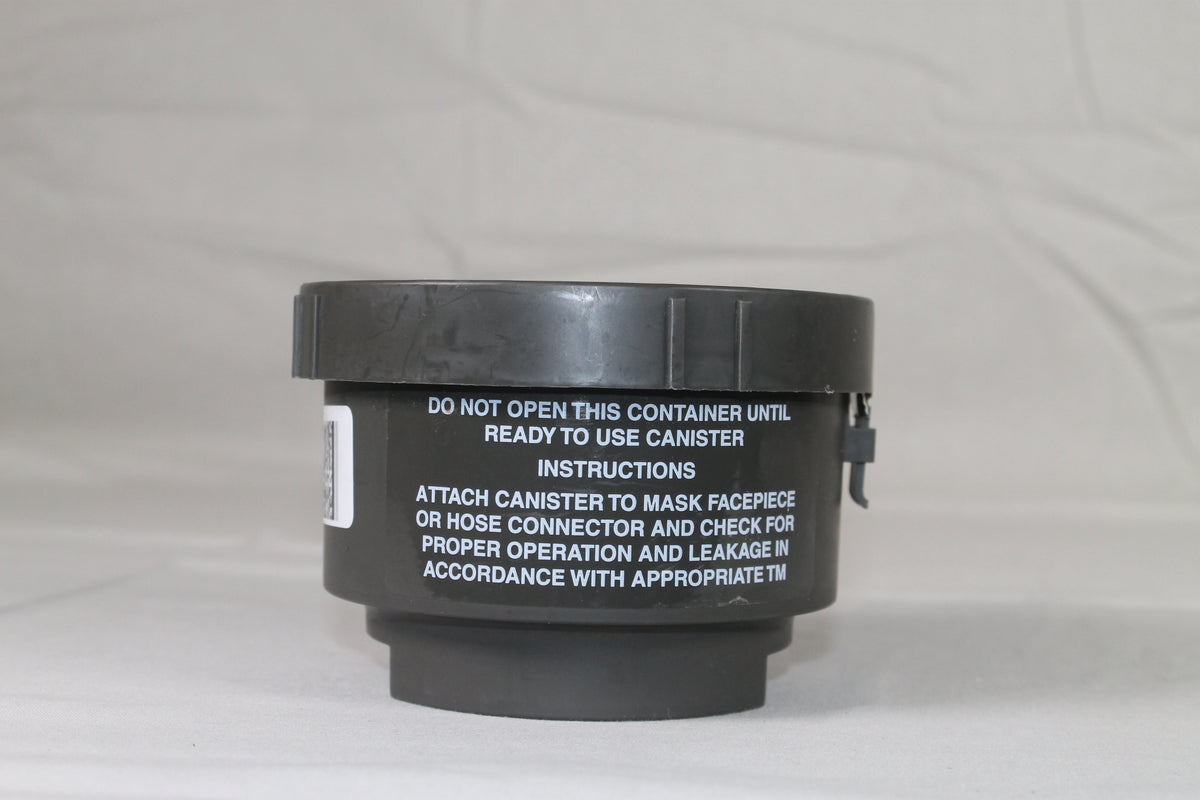 DO NOT OPEN THIS CONTAINER UNTIL
READY TO USE CANISTER
INSTRUCTIONS
ATTACH CANISTER TO MASK FACEPIECE
OR HOSE CONNECTOR AND CHECK FOR
PROPER OPERATION AND LEAKAGE IN
ACCORDANCE WITH APPROPRIATE TM